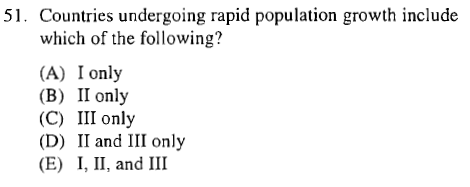 51. Countries undergoing rapid population growth include
which of the following?
(A) I only
(B) II only
(C) III only
(D) II and III only
(E) I, II, and III